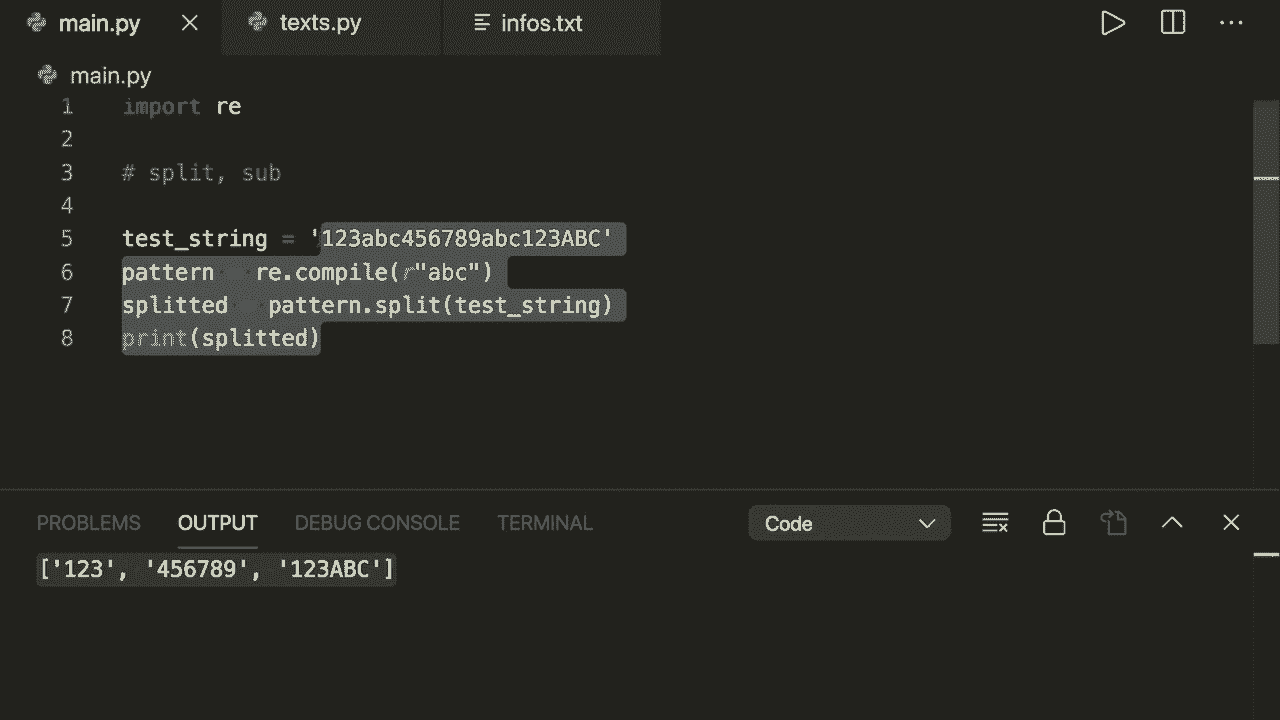 main.py texts.py infos.txt
main.py
1 import re
2
3 # split, sub
4
5 test_string = '123abc456789abc123ABC'
6 pattern re.compile(r"abc")
7 splitted pattern.split(test_string)
8 print(splitted)
PROBLEMS OUTPUT DEBUG CONSOLE TERMINAL Code
['123', '456789', '123ABC']